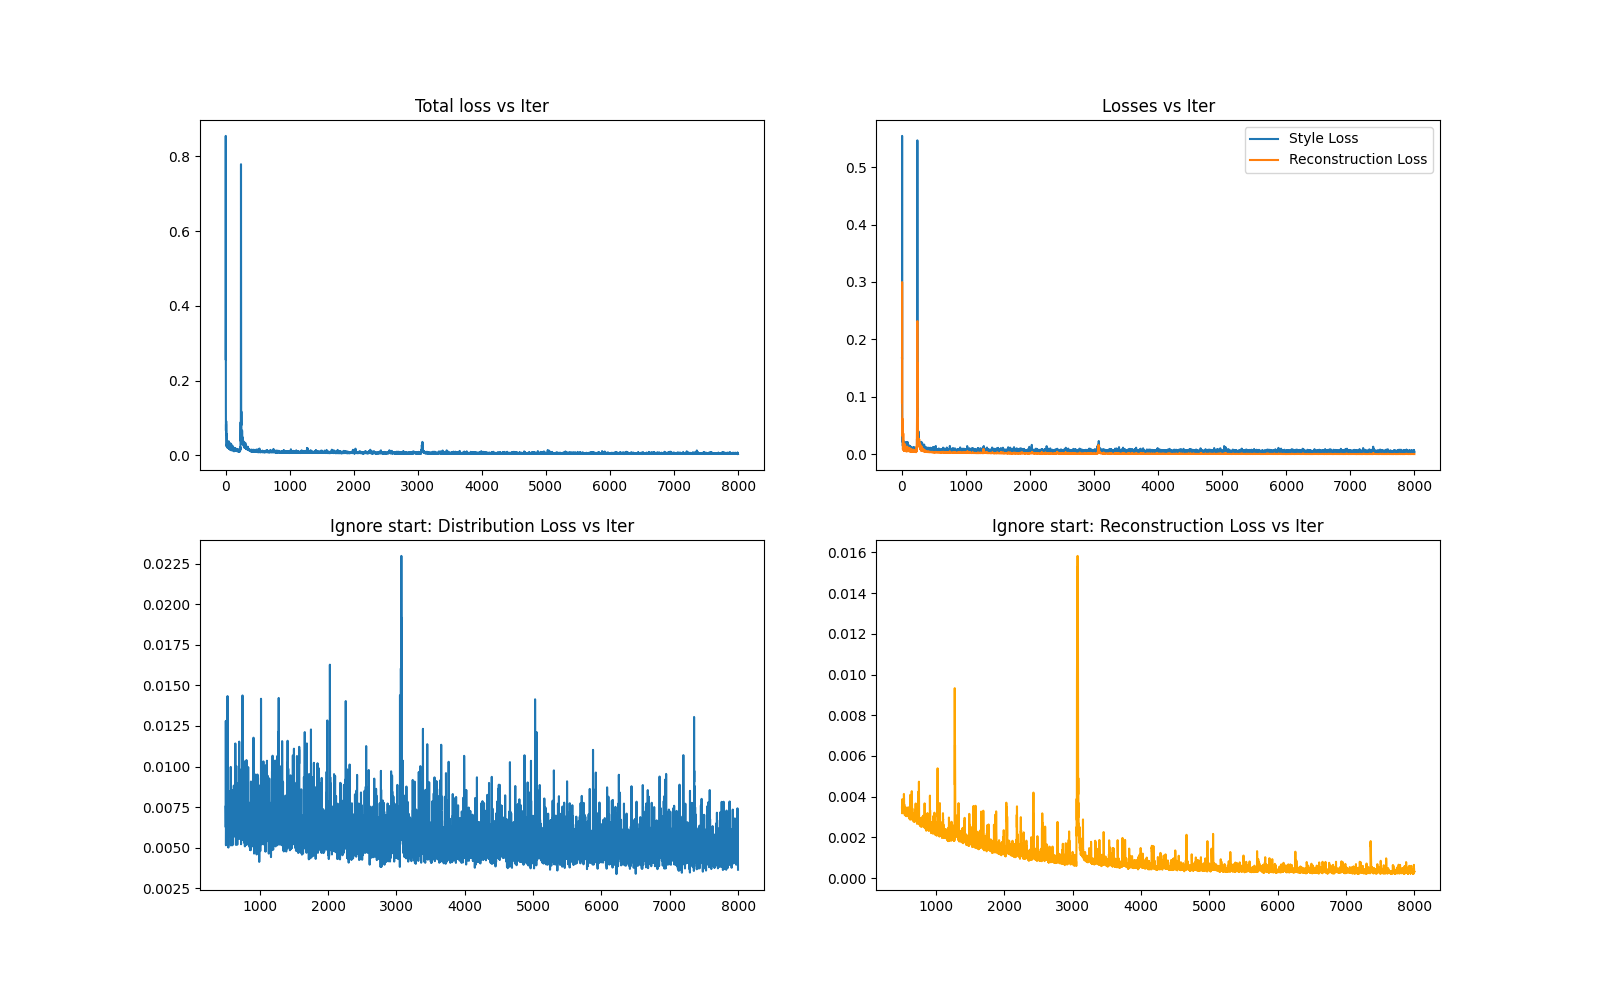 Total loss vs Iter
0.8
0.6
0.4
0.2
0.0
0 1000 2000 3000 4000 5000 6000 7000 8000
Losses vs Iter
Style Loss
Reconstruction Loss
0.5
0.4
0.3
0.2
0.1
0.0
0 1000 2000 3000 4000 5000 6000 7000 8000
Ignore start: Distribution Loss vs Iter
0.0225
0.0200
0.0175
0.0150
0.0125
0.0100
0.0075
0.0050
0.0025
1000 2000 3000 4000 5000 6000 7000 8000
Ignore start: Reconstruction Loss vs Iter
0.016
0.014
0.012
0.010
0.008
0.006
0.004
0.002
0.000
1000 2000 3000 4000 5000 6000 7000 8000